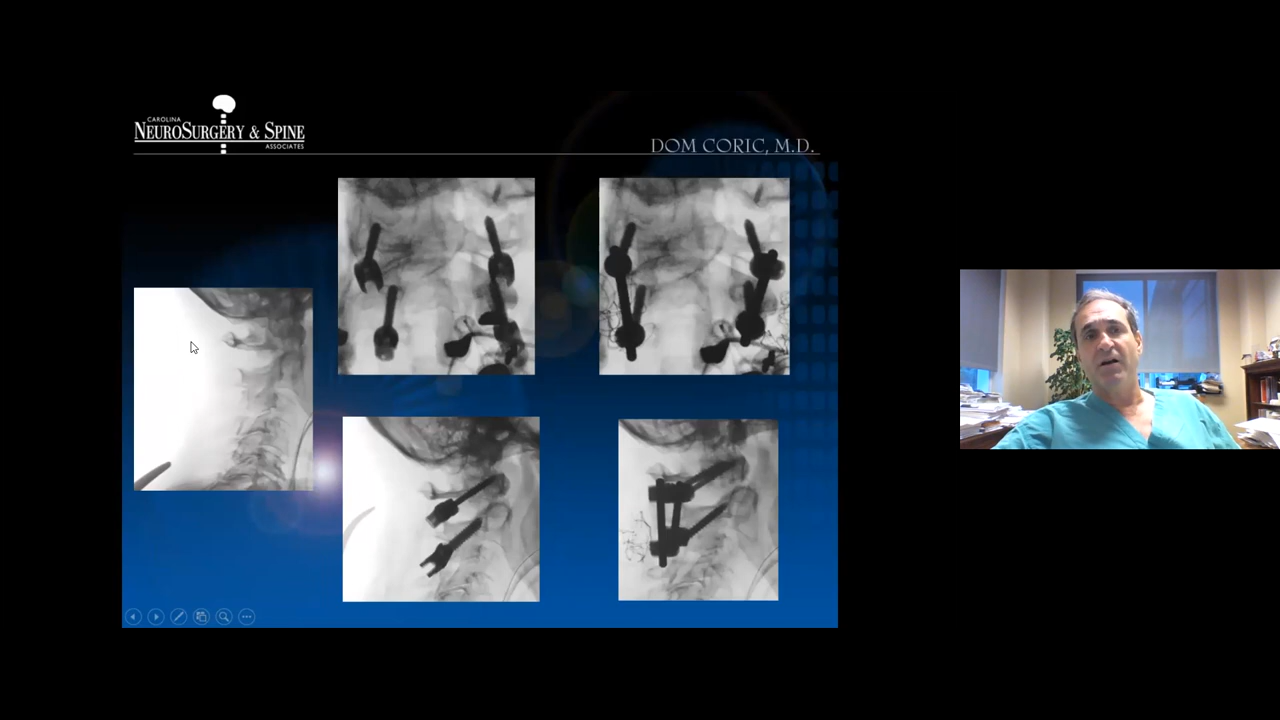 CAROLINA
NEUROSURGERY & SPINE
ASSOCIATES
DOM CORIC, M.D.